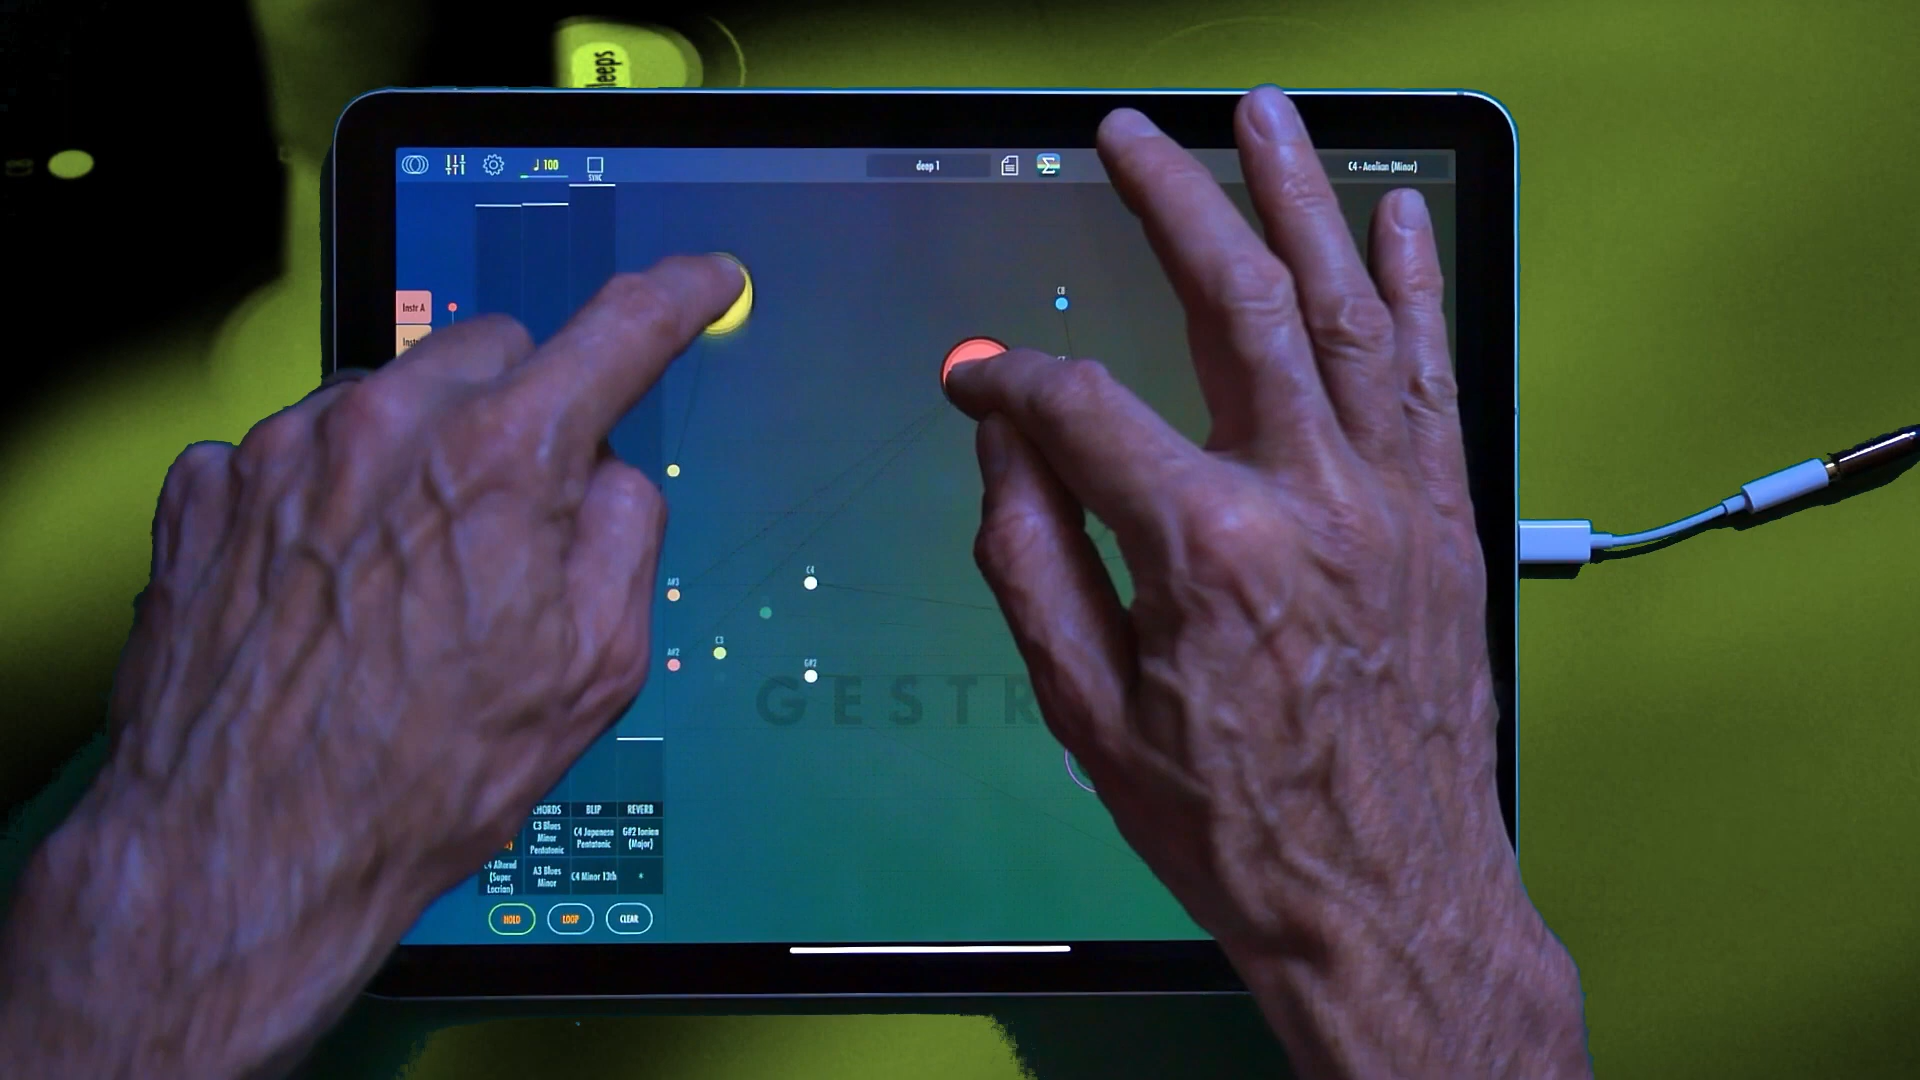 100
SYNC
deep 1
C4 - Aeolian (Minor)
Instr A
C8
A#3
C4
C3
A#2
G#2
GESTR
CHORDS
BLIP
REVERB
C3 Blues
Minor
Pentatonic
C4 Japanese
Pentatonic
G#2 Ionian
(Major)
C4 Altered
(Super
Locrian)
A3 Blues
Minor
C4 Minor 13th
*
HOLD
LOOP
CLEAR